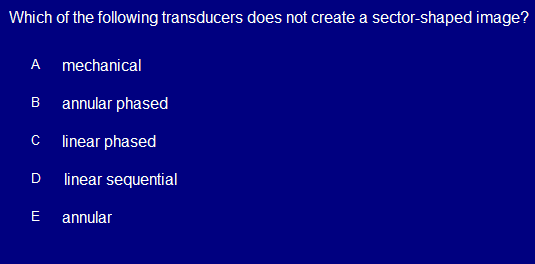 Which of the following transducers does not create a sector-shaped image?
A mechanical
B annular phased
C linear phased
D linear sequential
E annular